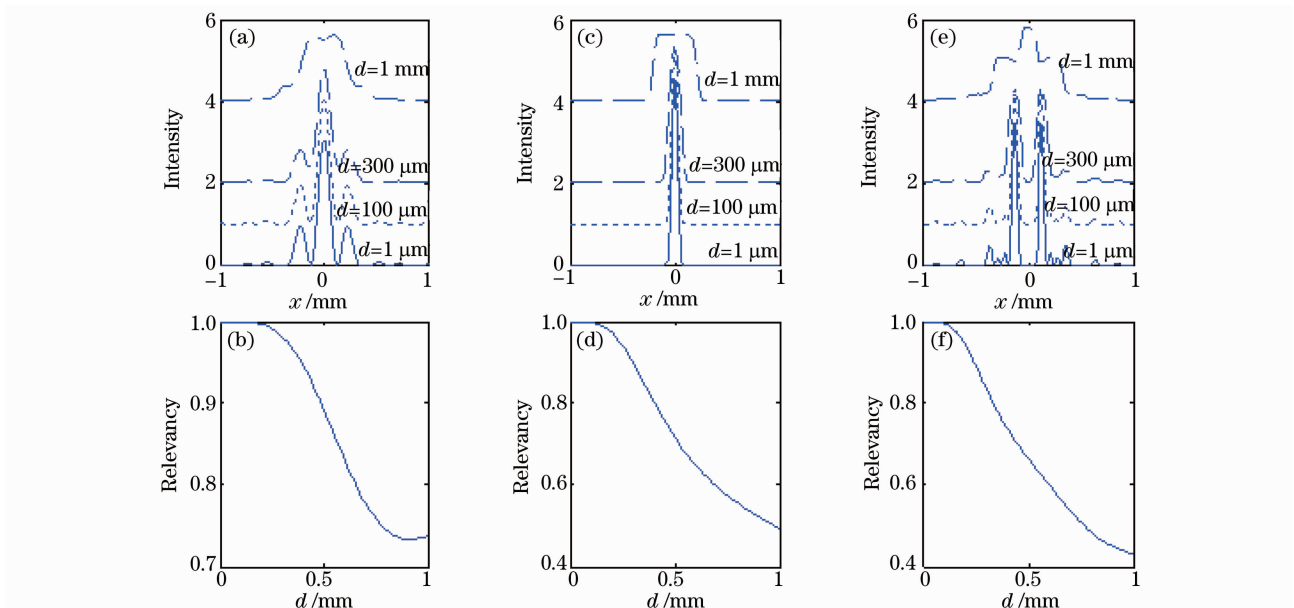 (a)
6
4
2
0
Intensity
d=1 mm
d=300 μm
d=100 μm
d=1 μm
−1
0
1
x /mm
(c)
6
4
2
0
Intensity
d=1 mm
d=300 μm
d=100 μm
d=1 μm
−1
0
1
x /mm
(e)
6
4
2
0
Intensity
d=1 mm
d=300 μm
d=100 μm
d=1 μm
−1
0
1
x /mm
(b)
1.0
0.9
0.8
0.7
Relevancy
0
0.5
1
d /mm
(d)
1.0
0.8
0.6
0.4
Relevancy
0
0.5
1
d /mm
(f)
1.0
0.8
0.6
0.4
Relevancy
0
0.5
1
d /mm